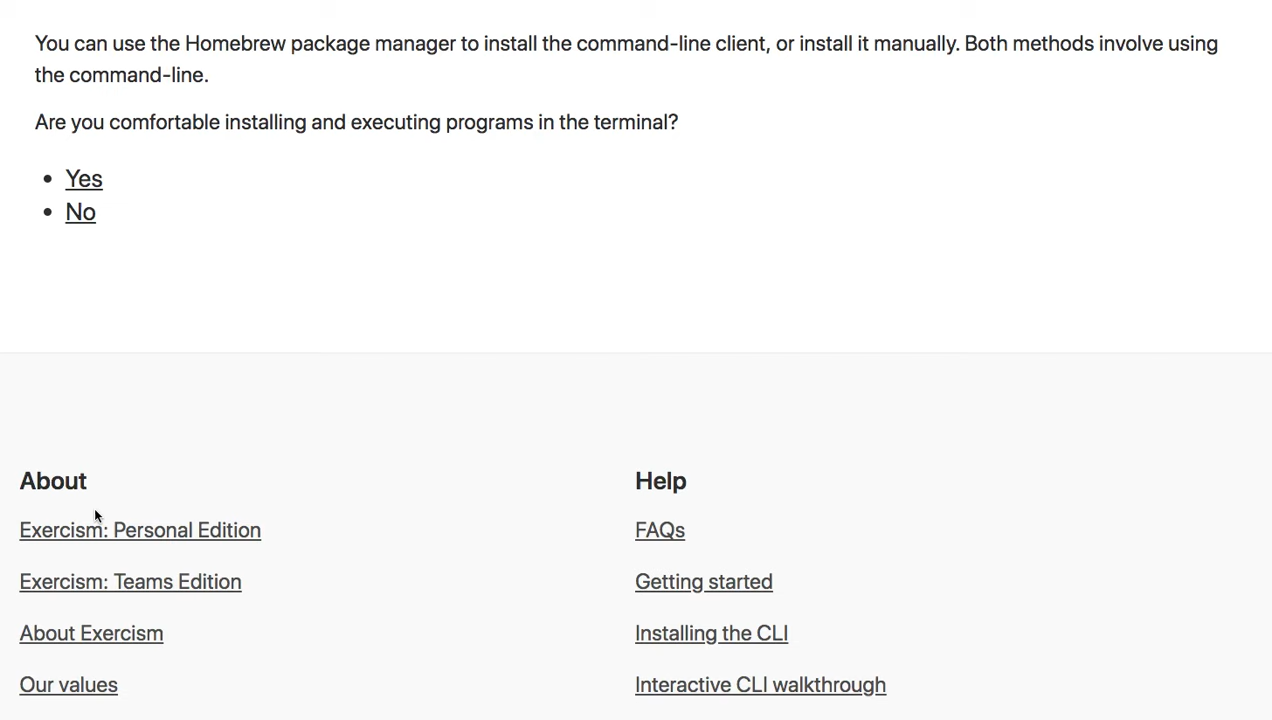 You can use the Homebrew package manager to install the command-line client, or install it manually. Both methods involve using
the command-line.
Are you comfortable installing and executing programs in the terminal?
• Yes
• No
About
Exercism: Personal Edition
Exercism: Teams Edition
About Exercism
Our values
Help
FAQs
Getting started
Installing the CLI
Interactive CLI walkthrough